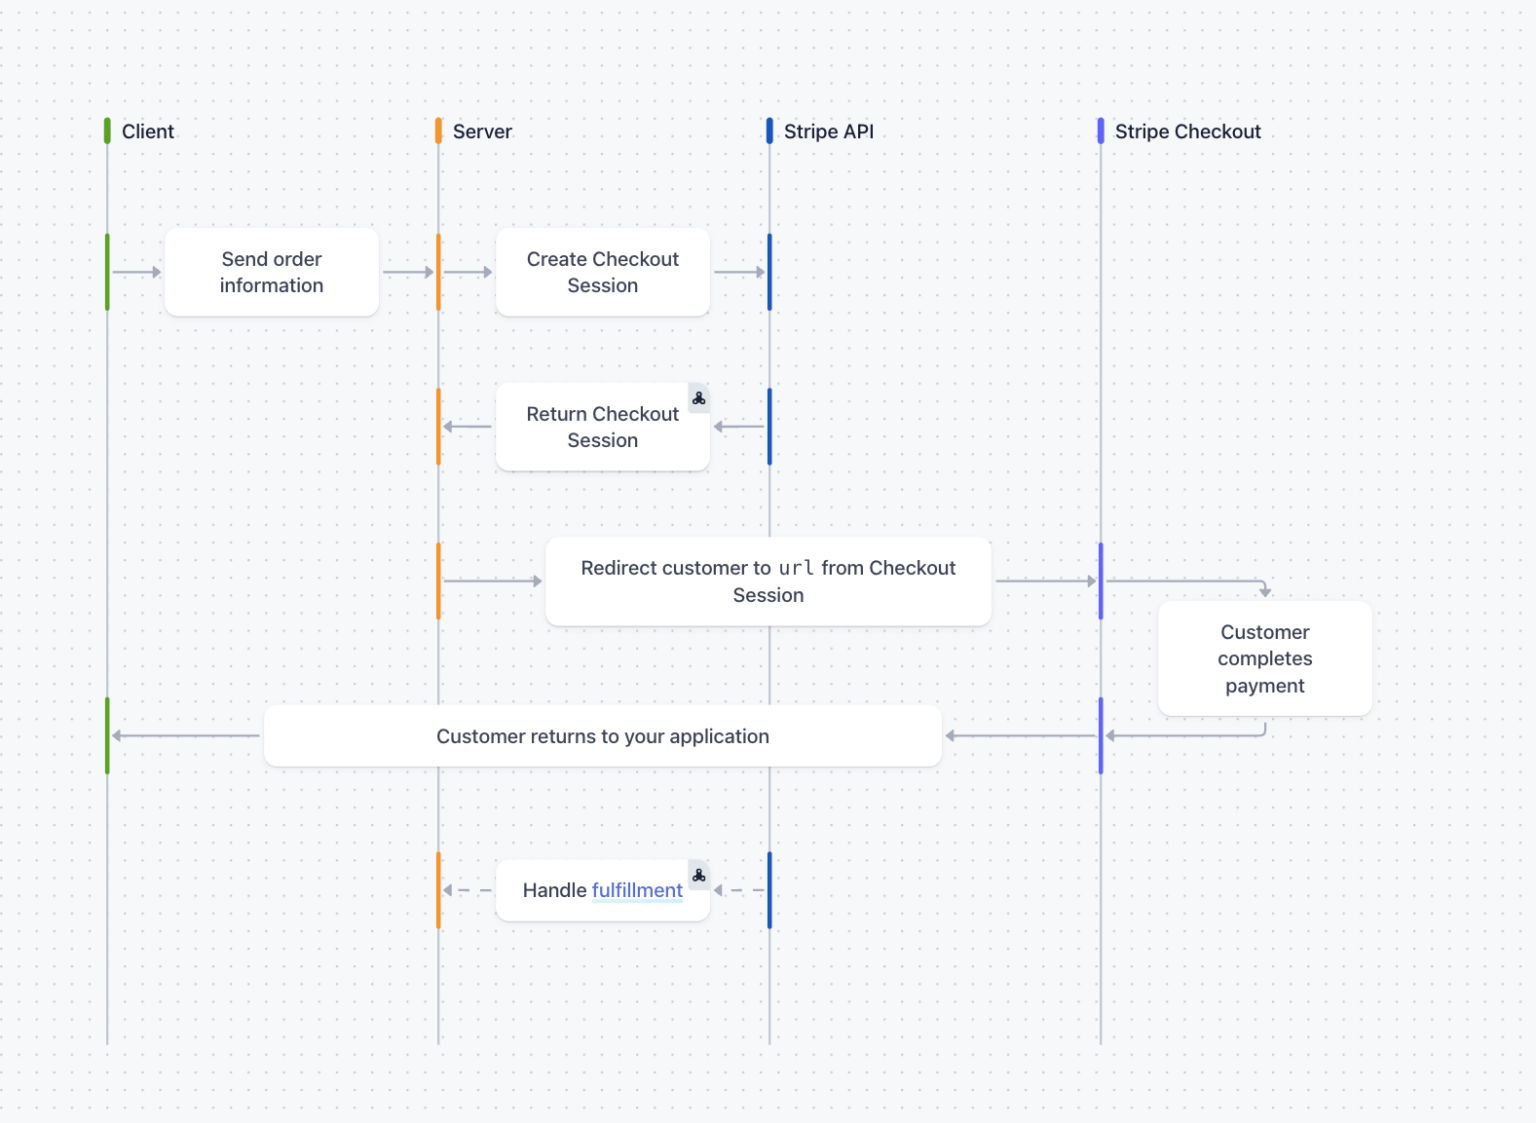 Client
Server
Stripe API
Stripe Checkout
Send order
information
Create Checkout
Session
Return Checkout
Session
Redirect customer to url from Checkout
Session
Customer
completes
payment
Customer returns to your application
Handle fulfillment